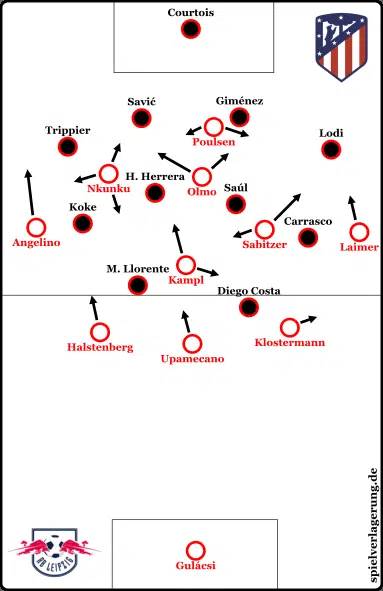 Courtois
Savić
Giménez
Trippier
Poulsen
Lodi
Nkunku
H. Herrera
Olmo
Saúl
Koke
Carrasco
Angelino
Sabitzer
Laimer
M. Llorente
Kampl
Diego Costa
Halstenberg
Upamecano
Klostermann
spielverlagerung.de
RB LEIPZIG
Gulácsi